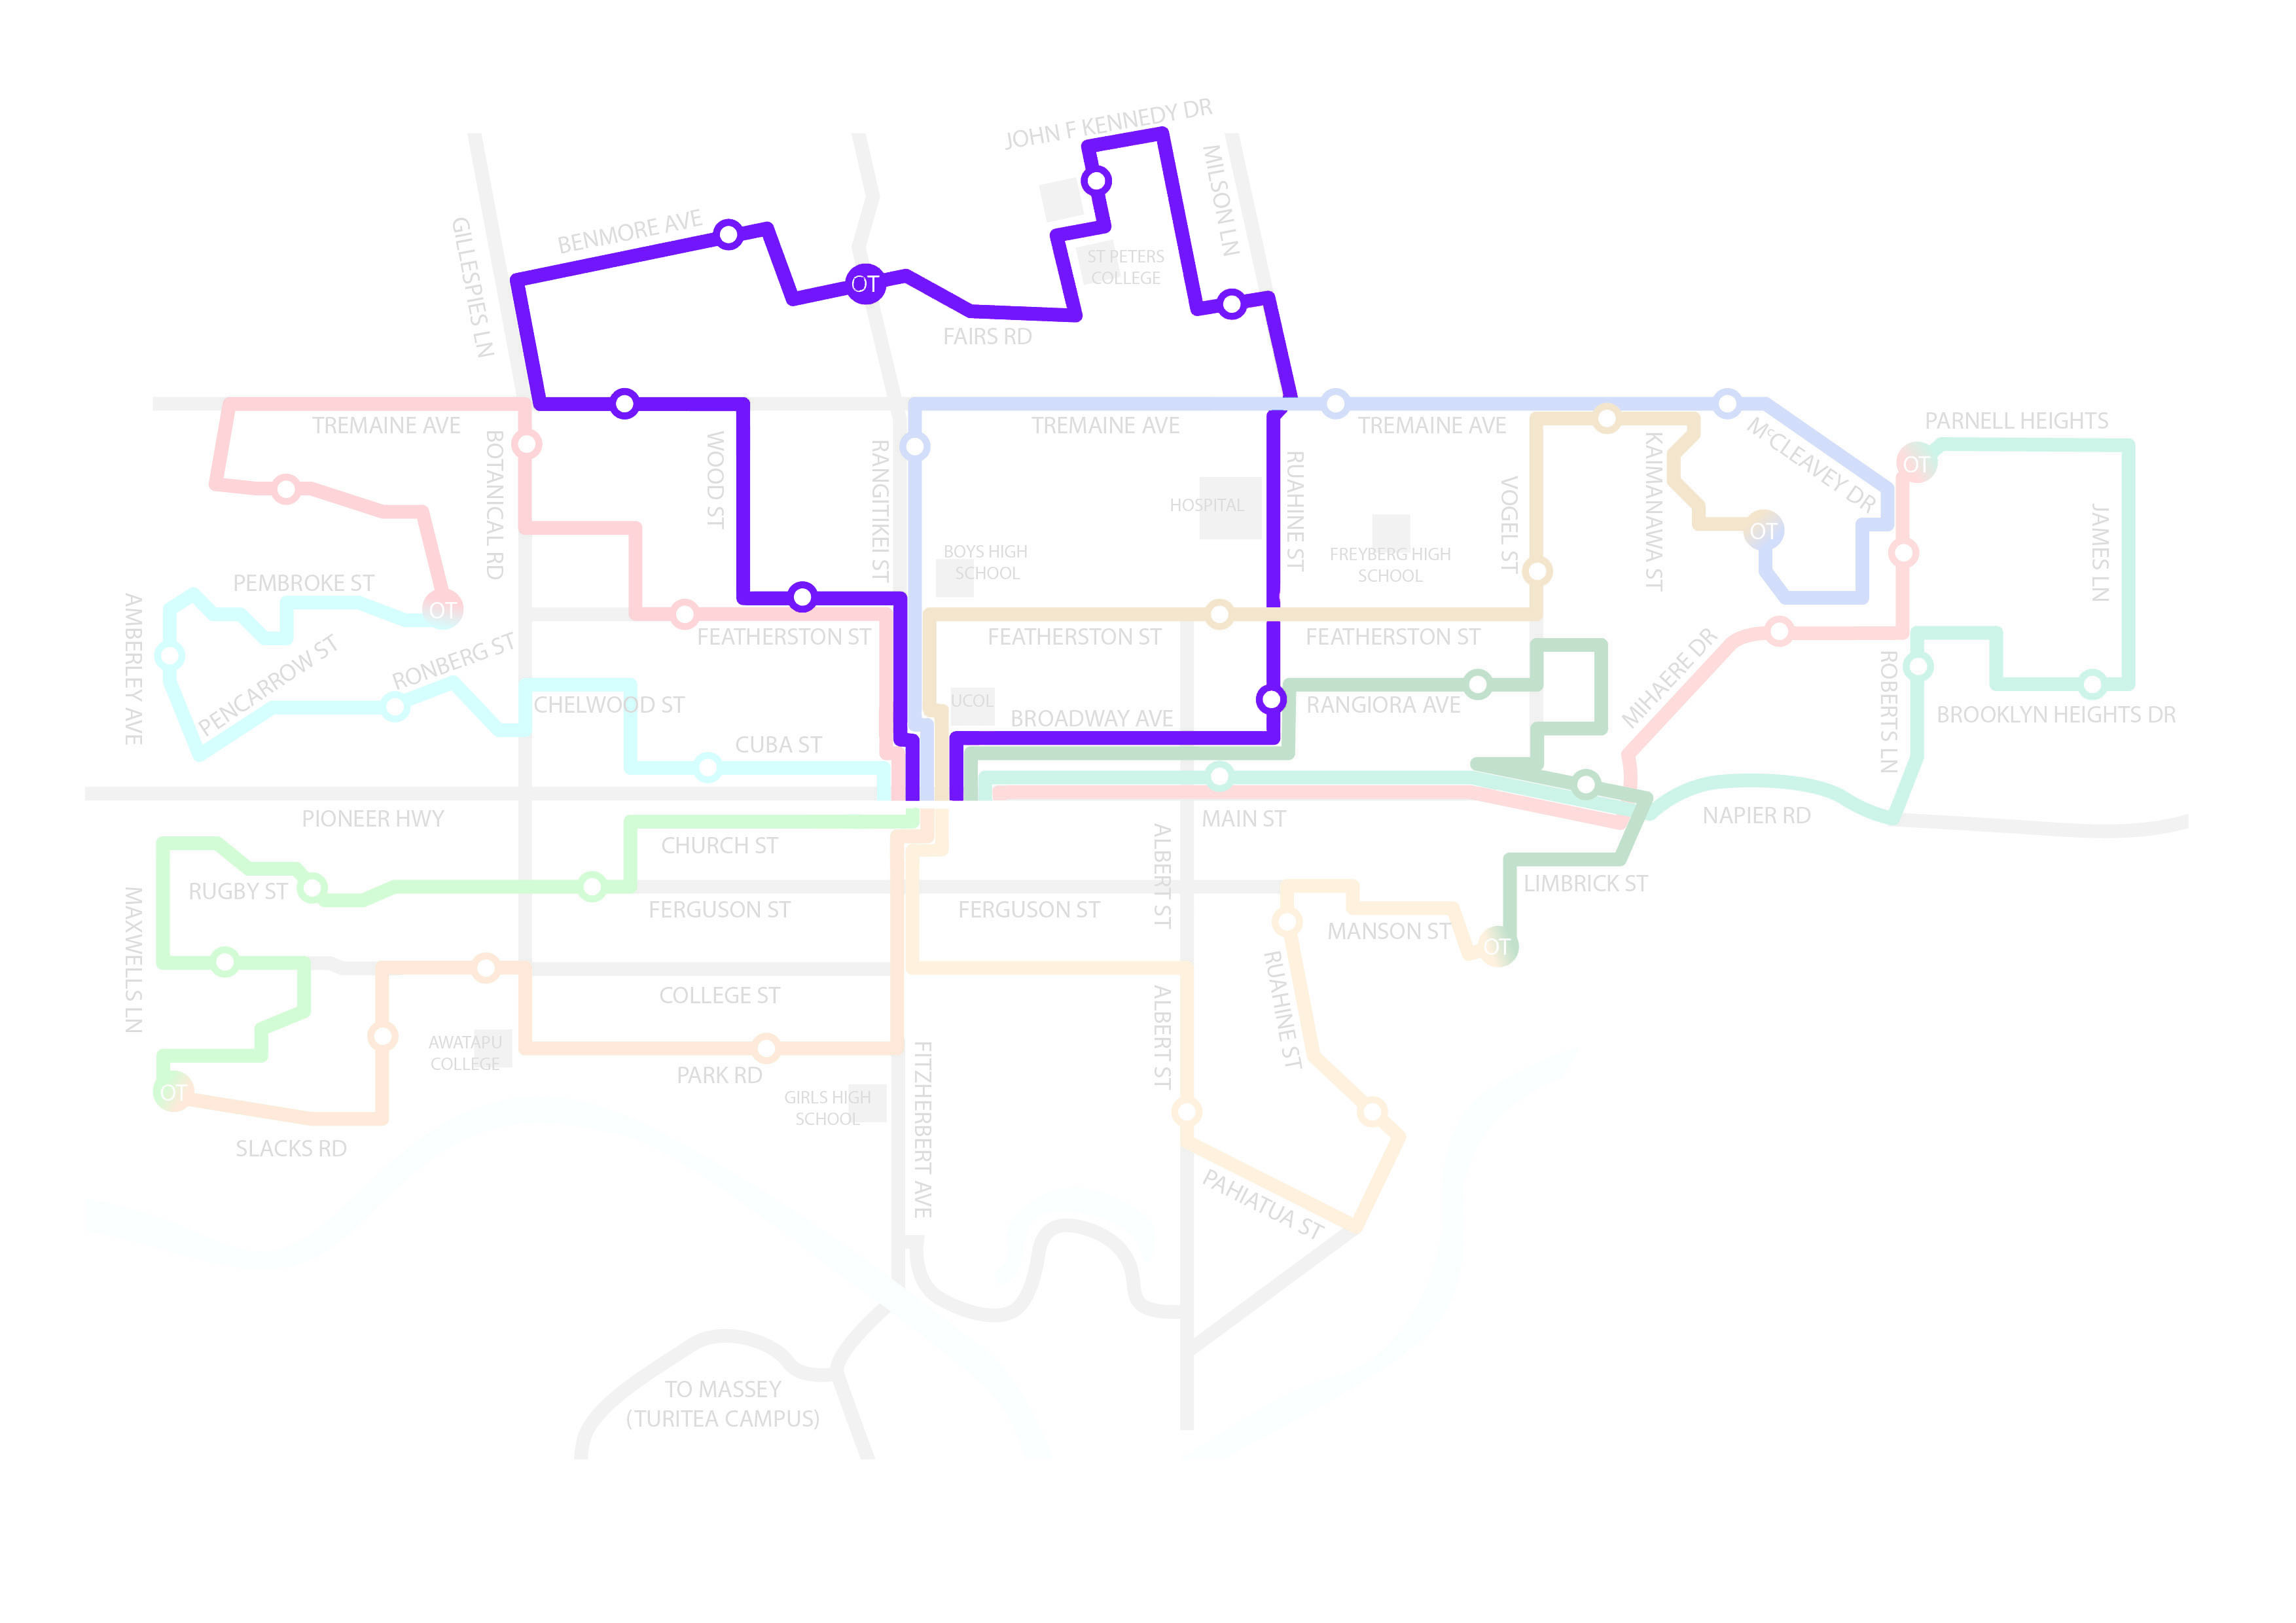 JOHN F KENNEDY DR
MILSON LN
GILLESPIES LN
BENMORE AVE
ST PETERS
COLLEGE
OT
FAIRS RD
TREMAINE AVE
TREMAINE AVE
TREMAINE AVE
PARNELL HEIGHTS
BOTANICAL RD
WOOD ST
RANGITIKEI ST
RUAHINE ST
VOGEL ST
KAIMANAWA ST
McCLEAVEY DR
OT
HOSPITAL
JAMES LN
OT
BOYS HIGH
SCHOOL
FREYBERG HIGH
SCHOOL
PEMBROKE ST
OT
AMBERLEY AVE
PENCARROW ST
RONBERG ST
FEATHERSTON ST
FEATHERSTON ST
FEATHERSTON ST
MIHAERE DR
ROBERTS LN
CHELWOOD ST
UCOL
BROADWAY AVE
RANGIORA AVE
BROOKLYN HEIGHTS DR
CUBA ST
PIONEER HWY
MAIN ST
NAPIER RD
CHURCH ST
ALBERT ST
RUGBY ST
MAXWELLS LN
FERGUSON ST
FERGUSON ST
LIMBRICK ST
MANSON ST
OT
COLLEGE ST
RUAHINE ST
ALBERT ST
AWATAPU
COLLEGE
PARK RD
FITZHERBERT AVE
OT
GIRLS HIGH
SCHOOL
SLACKS RD
PAHIATUA ST
TO MASSEY
(TURITEA CAMPUS)